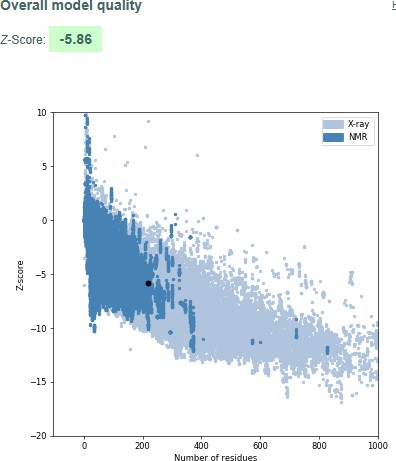 Overall model quality
Z-Score: -5.86
10
5
0
−5
−10
−15
−20
Z-score
X-ray
NMR
0 200 400 600 800 1000
Number of residues